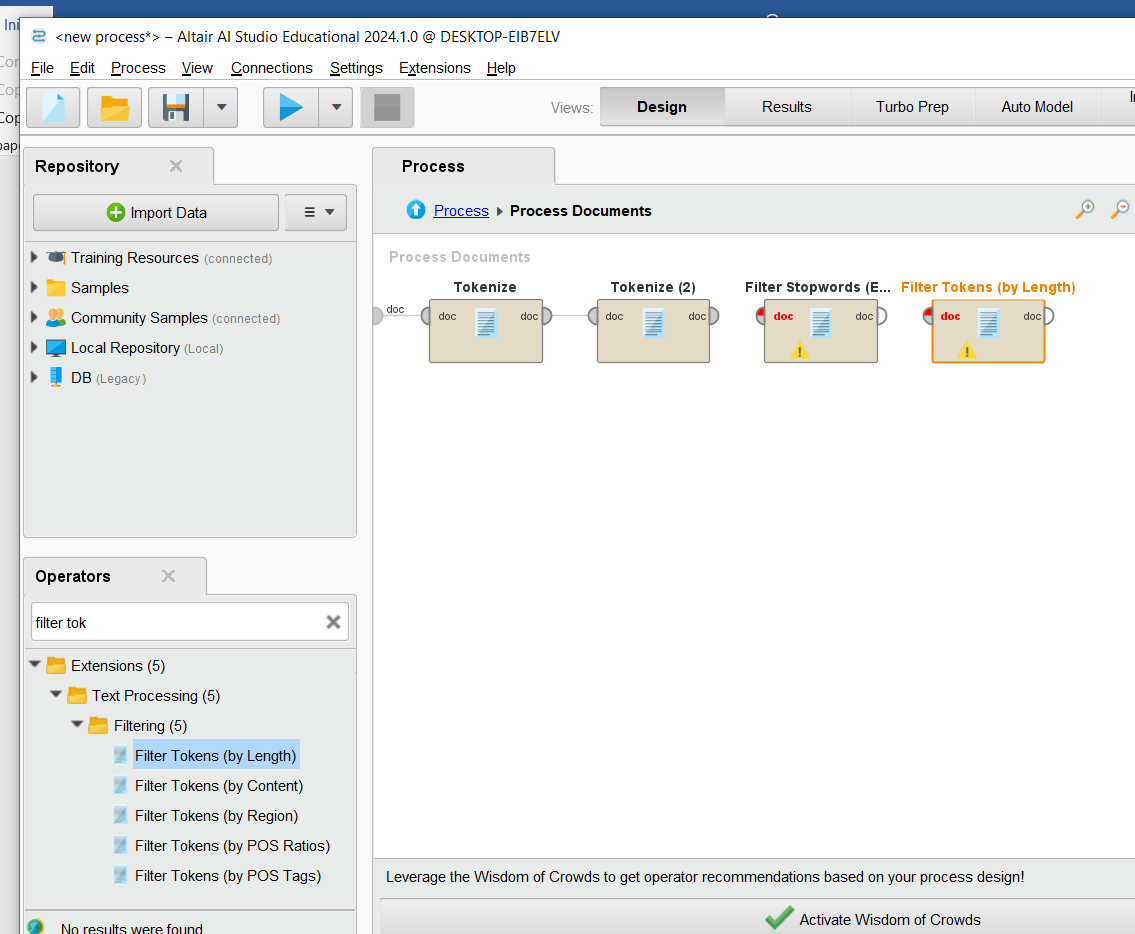 Ini
<new process*> – Altair AI Studio Educational 2024.1.0 @ DESKTOP-EIB7ELV
File Edit Process View Connections Settings Extensions Help
Views: Design Results Turbo Prep Auto Model
Repository
Process
Import Data
Process Process Documents
Process Documents
Training Resources (connected)
Samples
Community Samples (connected)
Local Repository (Local)
DB (Legacy)
Tokenize Tokenize (2) Filter Stopwords (E... Filter Tokens (by Length)
doc doc doc doc doc doc doc doc doc
Operators
filter tok
Extensions (5)
Text Processing (5)
Filtering (5)
Filter Tokens (by Length)
Filter Tokens (by Content)
Filter Tokens (by Region)
Filter Tokens (by POS Ratios)
Filter Tokens (by POS Tags)
No results were found
Leverage the Wisdom of Crowds to get operator recommendations based on your process design!
Activate Wisdom of Crowds